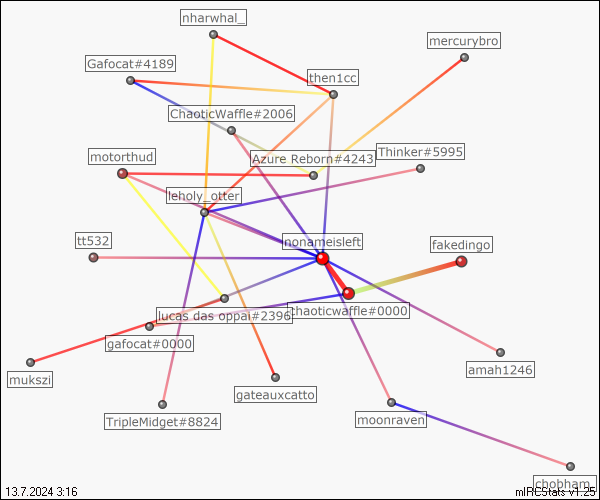 nharwhal_
mercurybro
Gafocat#4189
then1cc
ChaoticWaffle#2006
motorthud
Azure Reborn#4243
Thinker#5995
leholy_otter
tt532
nonameisleft
fakedingo
lucas das oppai#2396
chaoticwaffle#0000
gafocat#0000
mukszi
amah1246
gateauxcatto
TripleMidget#8824
moonraven
chobham_
13.7.2024 3:16
mIRCStats v1.25